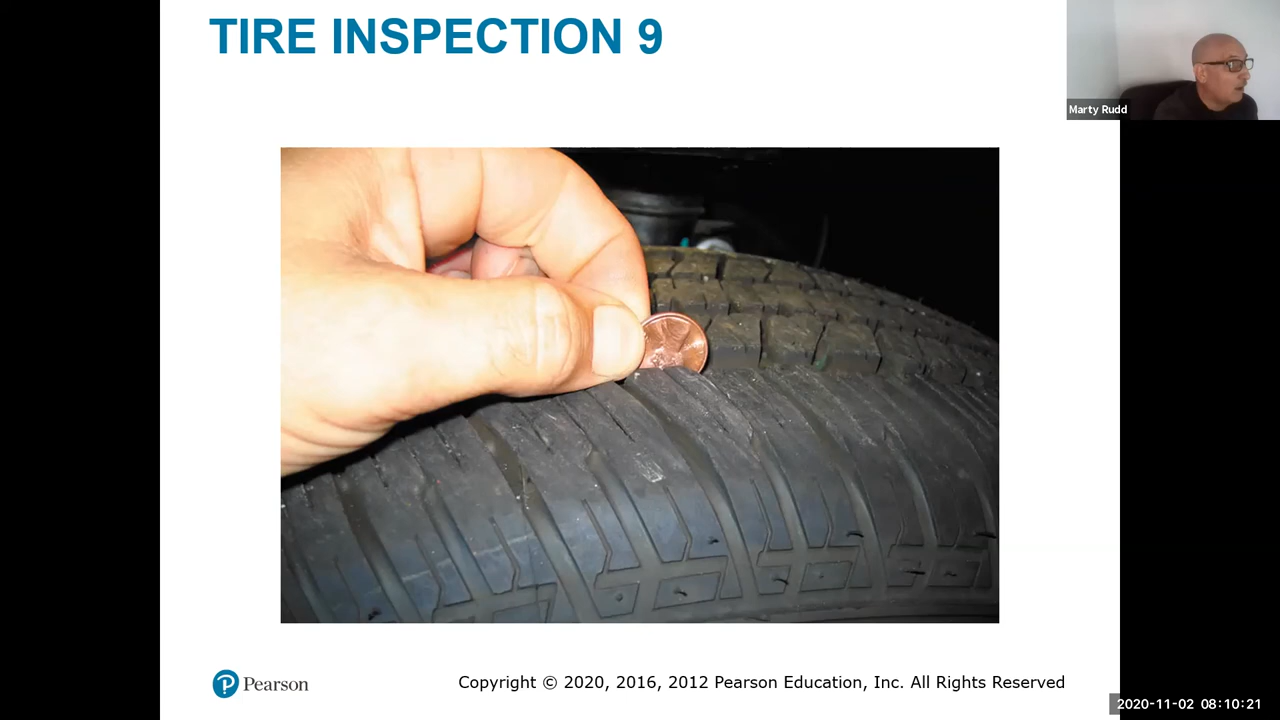 TIRE INSPECTION 9
Marty Rudd
Pearson
Copyright © 2020, 2016, 2012 Pearson Education, Inc. All Rights Reserved
2020-11-02 08:10:21